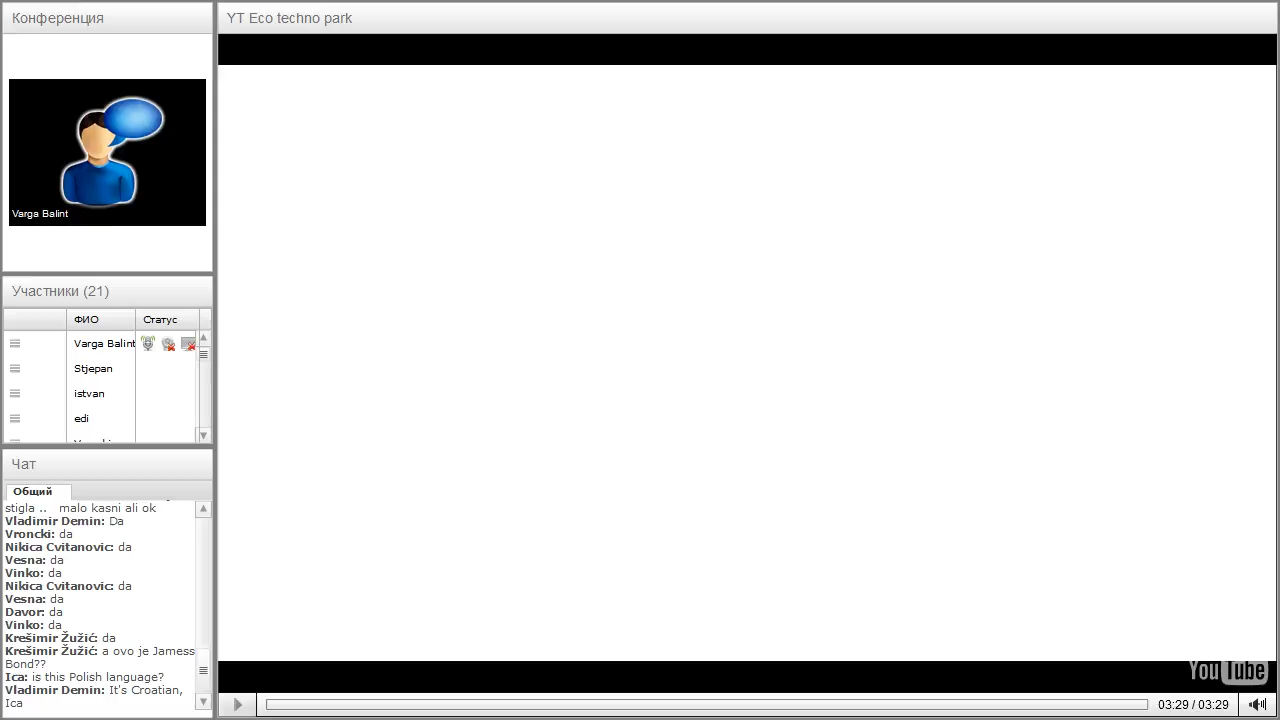 Конференция
YT Eco techno park
Varga Balint
Участники (21)
ФИО
Статус
Varga Balint
Stjepan
istvan
edi
Чат
Общий
stigla .. malo kasni ali ok
Vladimir Demin: Da
Vroncki: da
Nikica Cvitanovic: da
Vesna: da
Vinko: da
Nikica Cvitanovic: da
Vesna: da
Davor: da
Vinko: da
Krešimir Žužić: da
Krešimir Žužić: a ovo je Jamess
Bond??
Ica: is this Polish language?
Vladimir Demin: It's Croatian,
Ica
YouTube
03:29 / 03:29